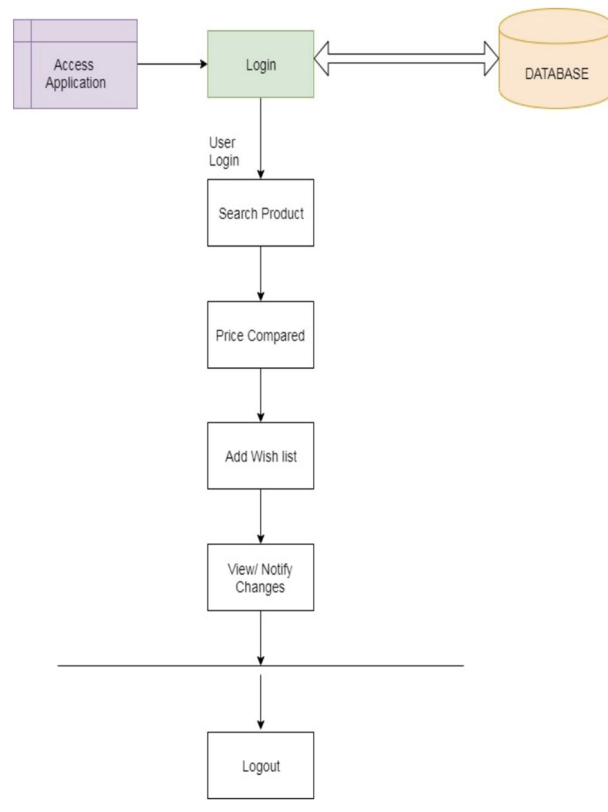 Access
Application
Login
DATABASE
User
Login
Search Product
Price Compared
Add Wish list
View/ Notify
Changes
Logout